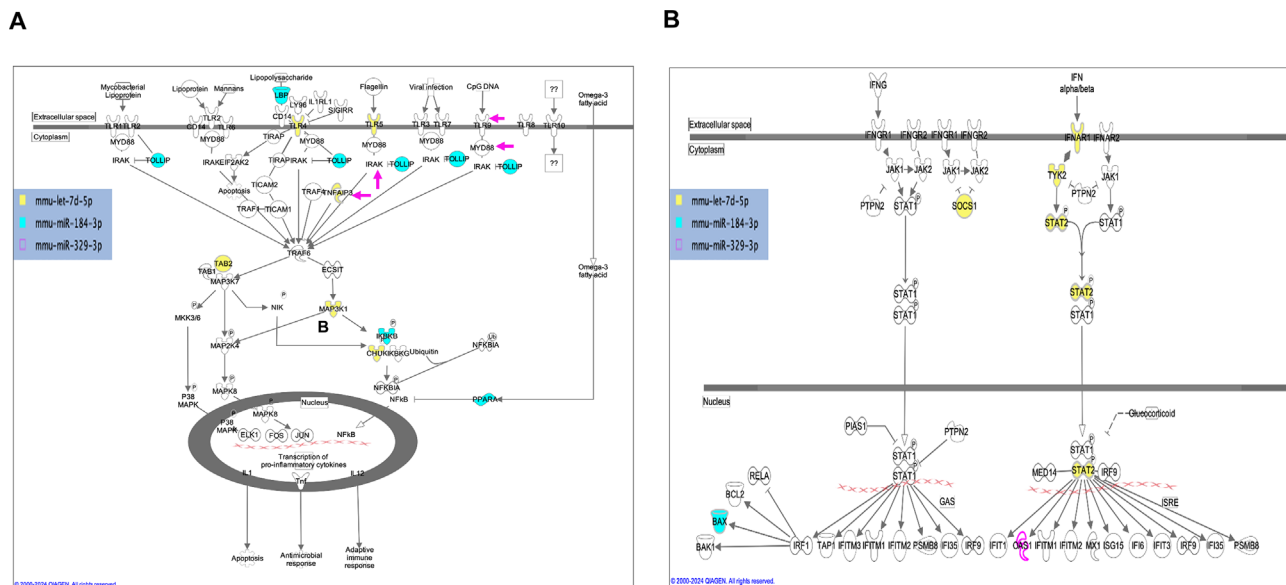 A
Mycobacterial
Lipoprotein
Lipoprotein
Mannans
Lipopolysaccharide
Flagellin
Viral infection
CpG DNA
??
Omega-3
fatty acid
LBP
LY96
IL1RL1
SIGIRR
TLR2
CD14
Extracellular space
Cytoplasm
TLR1 TLR2
CD14 TLR6
TLR4
TLR5
TLR3 TLR7
TLR9
TLR8
TLR10
MYD88
MYD88
TIRAP
MYD88
MYD88
MYD88
MYD88
IRAK
TOLLIP
IRAK EIF2AK2
TIRAP IRAK
TOLLIP
IRAK
TOLLIP
IRAK
TOLLIP
IRAK
TOLLIP
??
Apoptosis
TICAM2
TRAF4
TNFAIP3
TRAF1
TICAM1
mmu-let-7d-5p
mmu-miR-184-3p
mmu-miR-329-3p
TRAF6
TAB1
TAB2
MAP3K7
ECSIT
Omega-3
fatty acid
P
MKK3/6
NIK
P
MAP3K1
B
P
MAP2K4
P
IKBKB
P
CHUK IKBKG
Ubiquitin
Ub
NFKBIA
P
P38
MAPK
P
MAPK8
P
NFKBIA
NFkB
PPARA
Nucleus
P
P38
MAPK
P
MAPK8
ELK1
FOS
JUN
NFkB
Transcription of
pro-inflammatory cytokines
IL1
Tnf
IL12
Apoptosis
Antimicrobial
response
Adaptive
immune
response
© 2000-2024 QIAGEN. All rights reserved.
B
IFNG
IFN
alpha/beta
Extracellular space
Cytoplasm
IFNGR1
IFNGR2
IFNGR1
IFNGR2
IFNAR1
IFNAR2
JAK1
JAK2
JAK1
JAK2
TYK2
JAK1
PTPN2
PTPN2
STAT1
P
SOCS1
STAT2
P
STAT1
P
mmu-let-7d-5p
mmu-miR-184-3p
mmu-miR-329-3p
P
STAT1
P
STAT1
P
STAT2
P
STAT1
Nucleus
Glucocorticoid
PIAS1
PTPN2
P
STAT1
P
STAT1
P
STAT1
P
STAT2
MED14
IRF9
RELA
BCL2
BAX
BAK1
GAS
ISRE
IRF1
TAP1
IFITM3
IFITM1
IFITM2
PSMB8
IFI35
IRF9
IFIT1
OAS1
IFITM1
IFITM2
MX1
ISG15
IFI6
IFIT3
IRF9
IFI35
PSMB8
© 2000-2024 QIAGEN. All rights reserved.